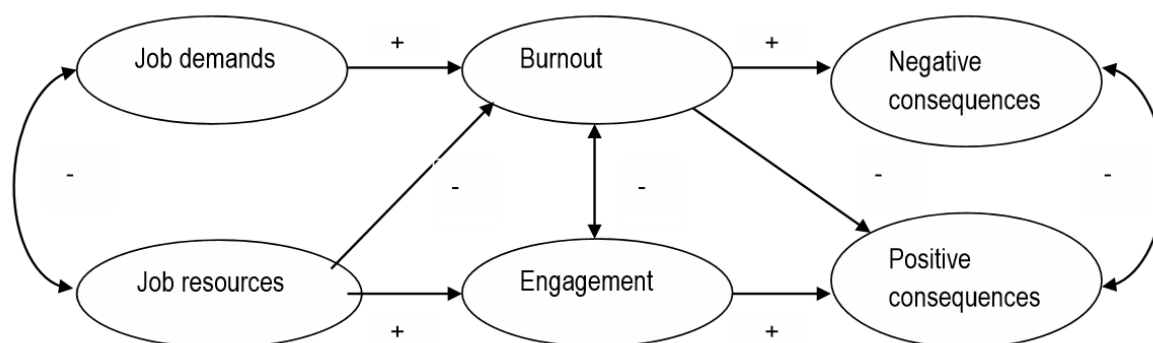 +
+
Job demands
Burnout
Negative
consequences
-
-
-
-
-
Job resources
Engagement
Positive
consequences
+
+